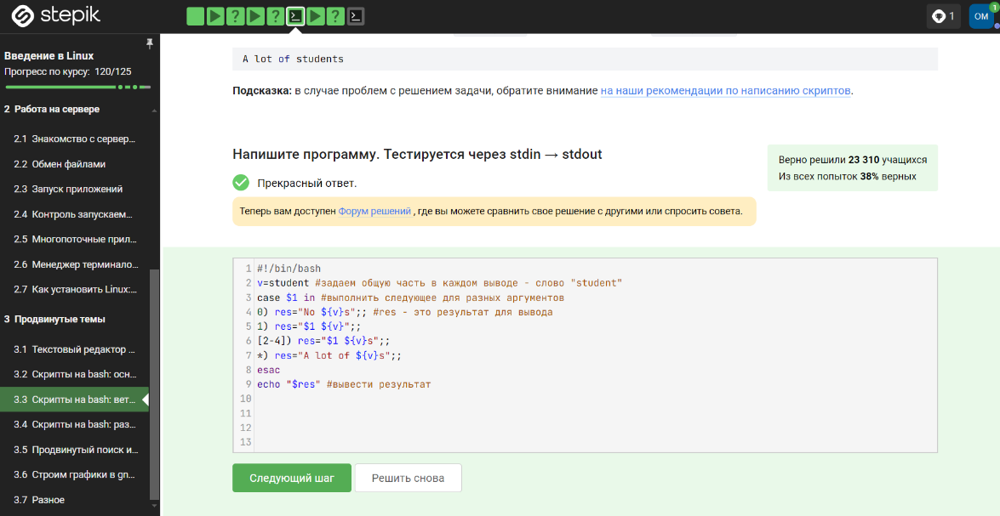 stepik
? ? ?
1
OM
1
Введение в Linux
Прогресс по курсу: 120/125
2 Работа на сервере
2.1 Знакомство с сервер...
2.2 Обмен файлами
2.3 Запуск приложений
2.4 Контроль запускаем...
2.5 Многопоточные прил...
2.6 Менеджер терминало...
2.7 Как установить Linux:...
3 Продвинутые темы
3.1 Текстовый редактор ...
3.2 Скрипты на bash: осн...
3.3 Скрипты на bash: вет...
3.4 Скрипты на bash: раз...
3.5 Продвинутый поиск и...
3.6 Строим графики в gn...
3.7 Разное
A lot of students
Подсказка: в случае проблем с решением задачи, обратите внимание на наши рекомендации по написанию скриптов.
Напишите программу. Тестируется через stdin → stdout
Прекрасный ответ.
Верно решили 23 310 учащихся
Из всех попыток 38% верных
Теперь вам доступен Форум решений , где вы можете сравнить свое решение с другими или спросить совета.
1 #!/bin/bash
2 v=student #задаем общую часть в каждом выводе - слово "student"
3 case $1 in #выполнить следующее для разных аргументов
4 0) res="No ${v}s";; #res - это результат для вывода
5 1) res="$1 ${v}";;
6 [2-4]) res="$1 ${v}s";;
7 *) res="A lot of ${v}s";;
8 esac
9 echo "$res" #вывести результат
10
11
12
13
Следующий шаг
Решить снова